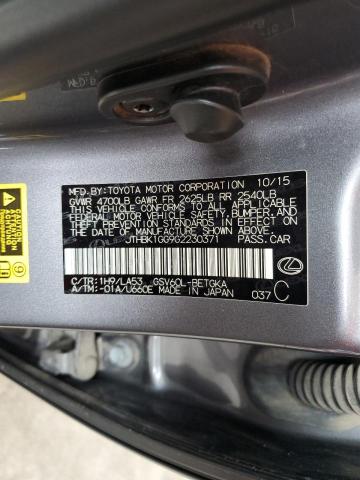 MFD.BY:TOYOTA MOTOR CORPORATION 10/15
GVWR 4700LB GAWR FR 2625LB RR 2540LB
THIS VEHICLE CONFORMS TO ALL APPLICABLE
FEDERAL MOTOR VEHICLE SAFETY, BUMPER, AND
THEFT PREVENTION STANDARDS IN EFFECT ON
THE DATE OF MANUFACTURE SHOWN ABOVE.
JTHBK1GG9G2230371 PASS.CAR
C/TR:1H9/LA53 GSV60L-BETGKA
A/TM:-01A/U660E MADE IN JAPAN 037C